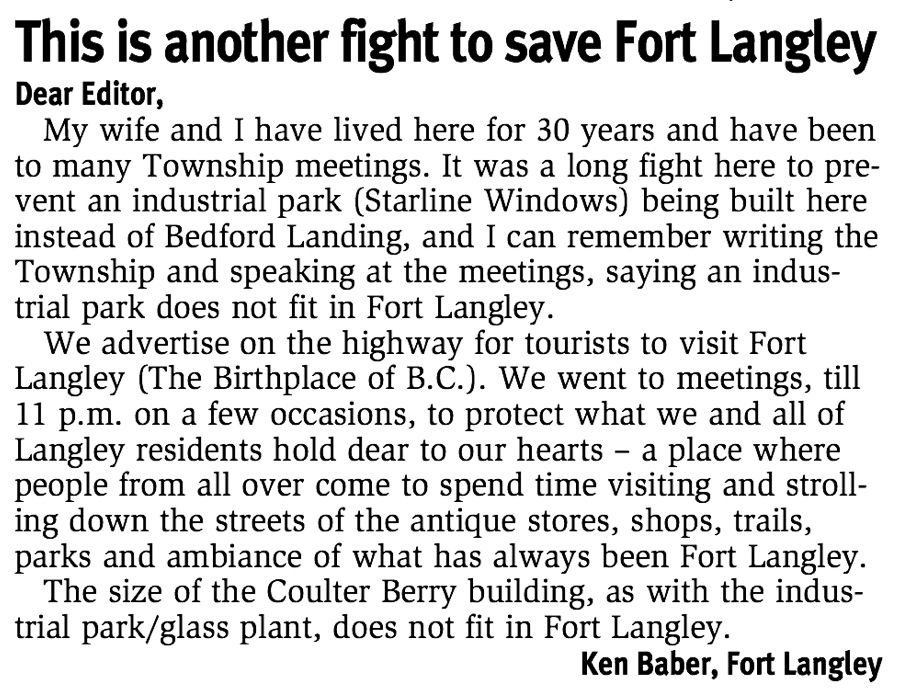 This is another fight to save Fort Langley
Dear Editor,
My wife and I have lived here for 30 years and have been
to many Township meetings. It was a long fight here to pre-
vent an industrial park (Starline Windows) being built here
instead of Bedford Landing, and I can remember writing the
Township and speaking at the meetings, saying an indus-
trial park does not fit in Fort Langley.
We advertise on the highway for tourists to visit Fort
Langley (The Birthplace of B.C.). We went to meetings, till
11 p.m. on a few occasions, to protect what we and all of
Langley residents hold dear to our hearts – a place where
people from all over come to spend time visiting and stroll-
ing down the streets of the antique stores, shops, trails,
parks and ambiance of what has always been Fort Langley.
The size of the Coulter Berry building, as with the indus-
trial park/glass plant, does not fit in Fort Langley.
Ken Baber, Fort Langley